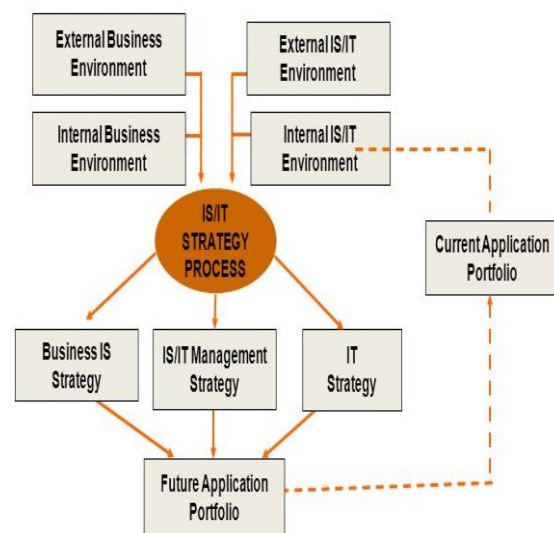 External Business
Environment
External IS/IT
Environment
Internal Business
Environment
Internal IS/IT
Environment
IS/IT
STRATEGY
PROCESS
Current Application
Portfolio
Business IS
Strategy
IS/IT Management
Strategy
IT
Strategy
Future Application
Portfolio